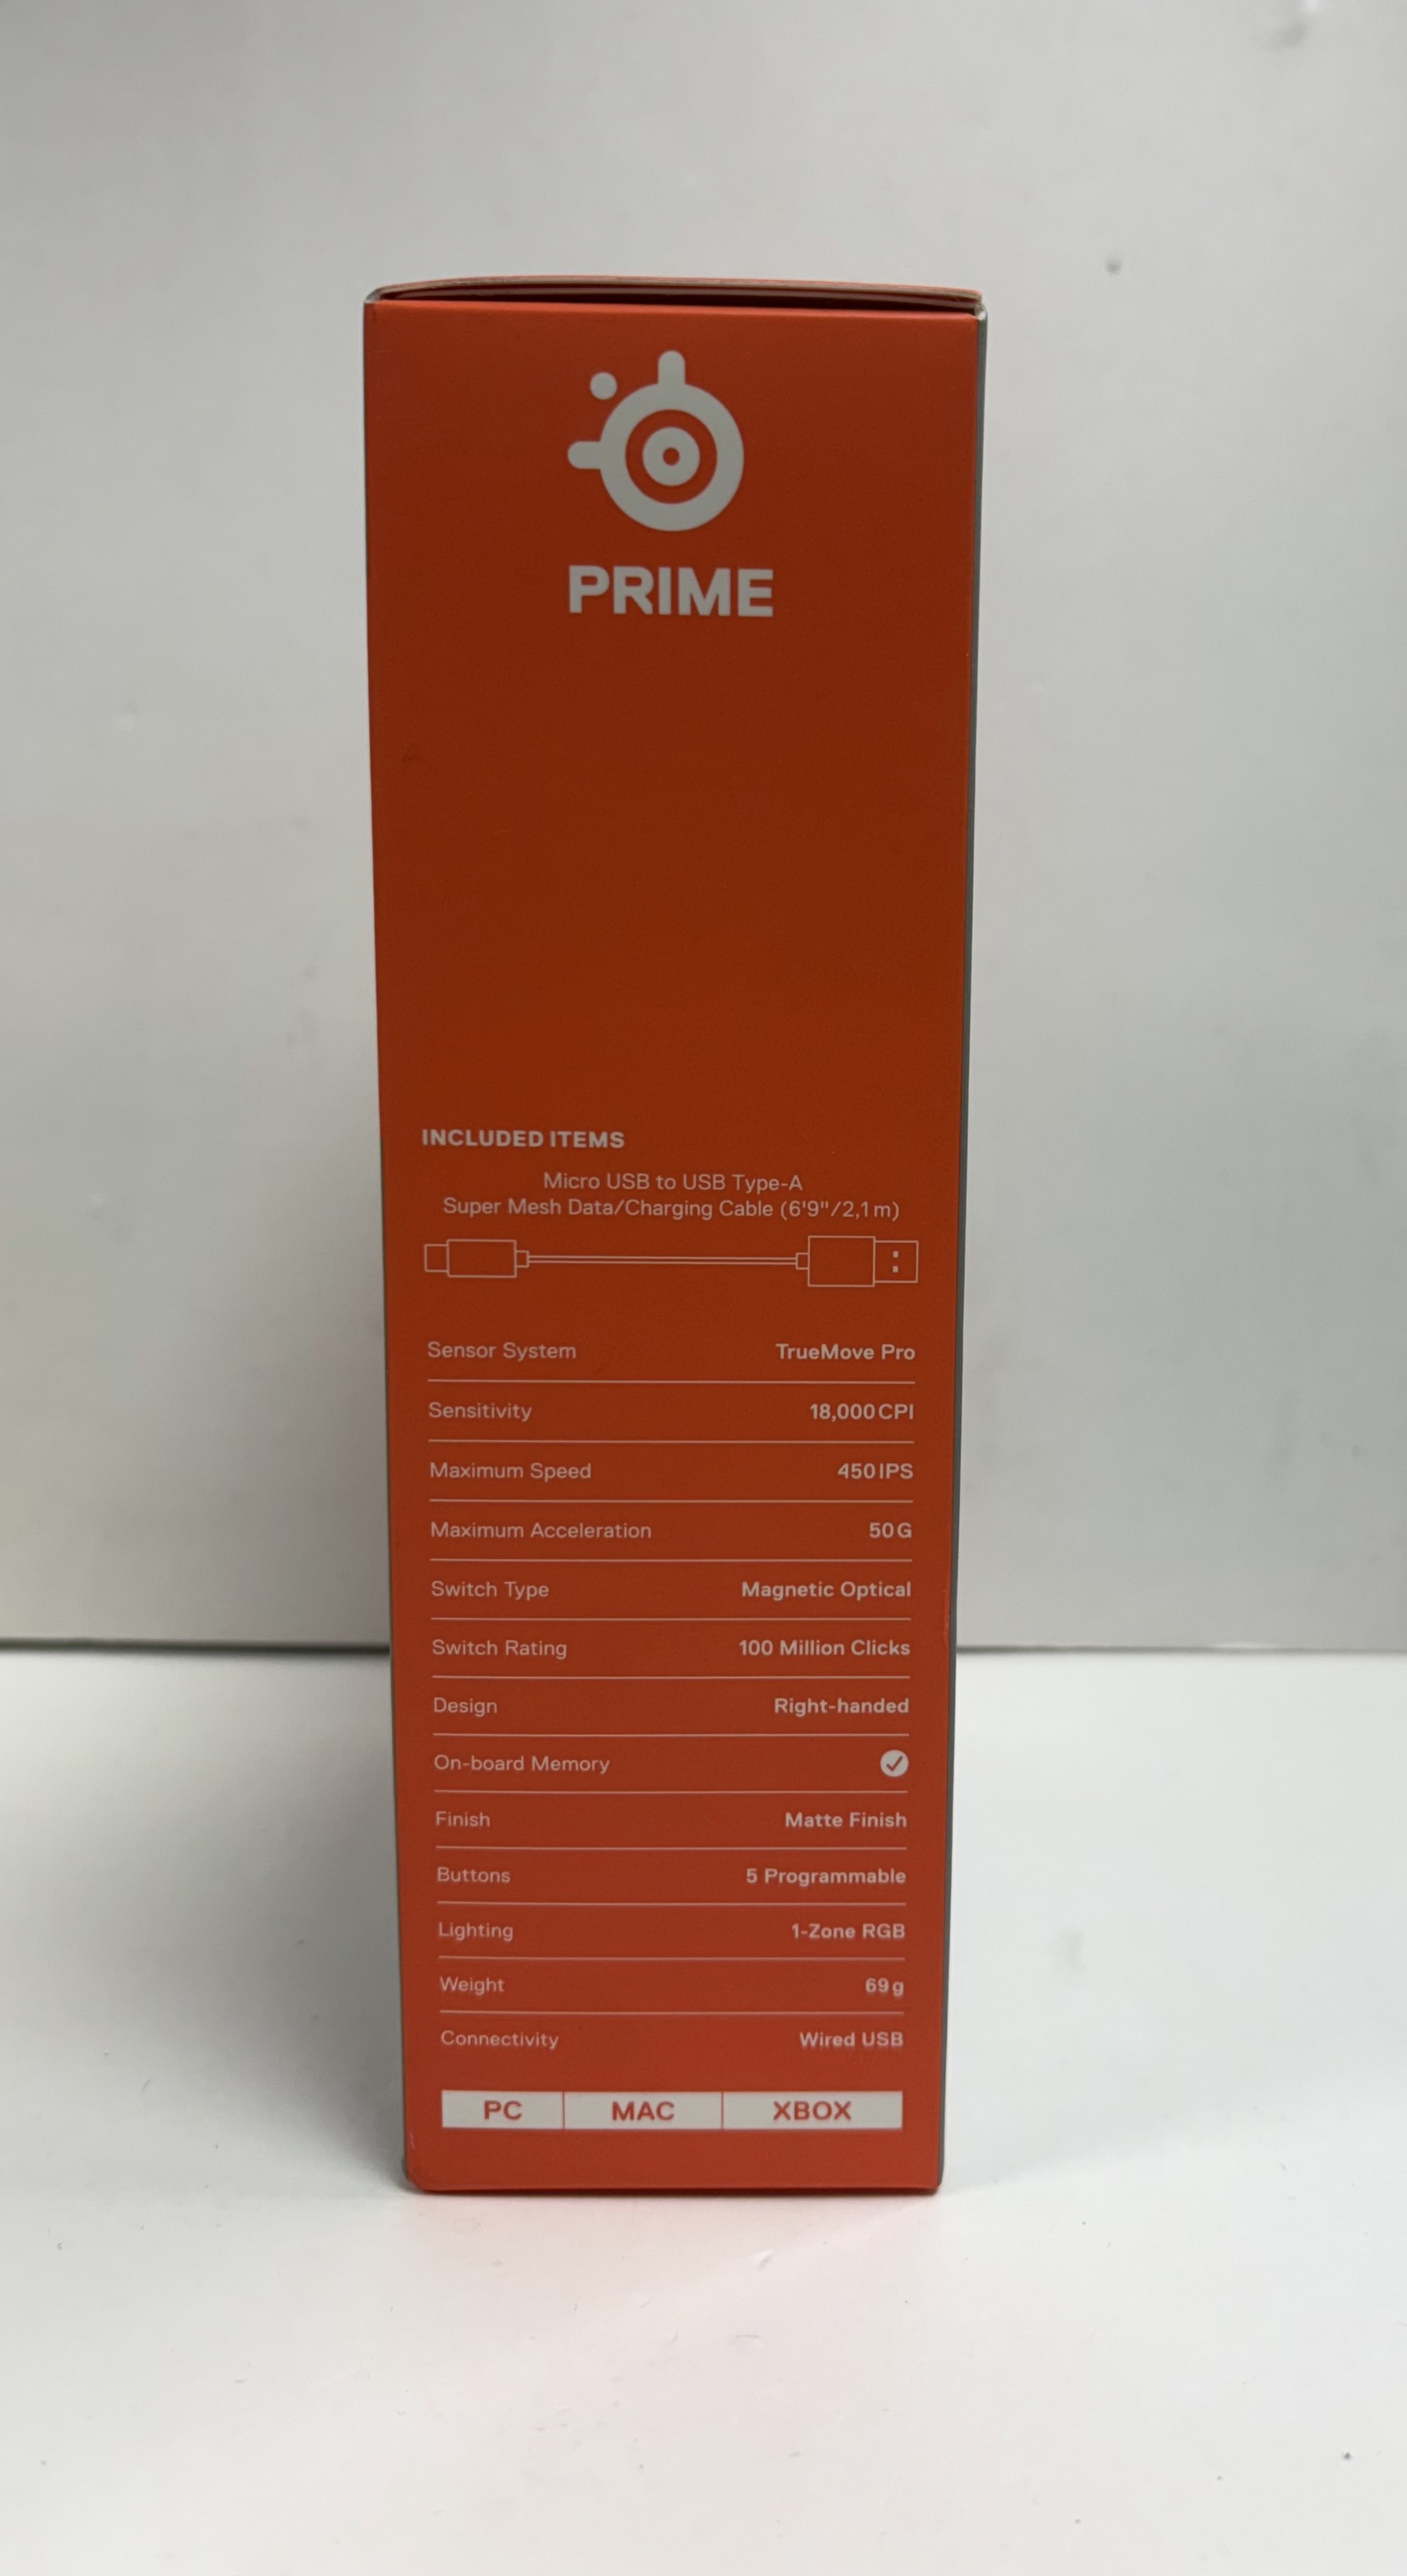 PRIME
INCLUDED ITEMS
Micro USB to USB Type-A
Super Mesh Data/Charging Cable (6'9"/2,1 m)
Sensor System TrueMove Pro
Sensitivity 18,000 CPI
Maximum Speed 450 IPS
Maximum Acceleration 50 G
Switch Type Magnetic Optical
Switch Rating 100 Million Clicks
Design Right-handed
On-board Memory
Finish Matte Finish
Buttons 5 Programmable
Lighting 1-Zone RGB
Weight 69 g
Connectivity Wired USB
PC MAC XBOX